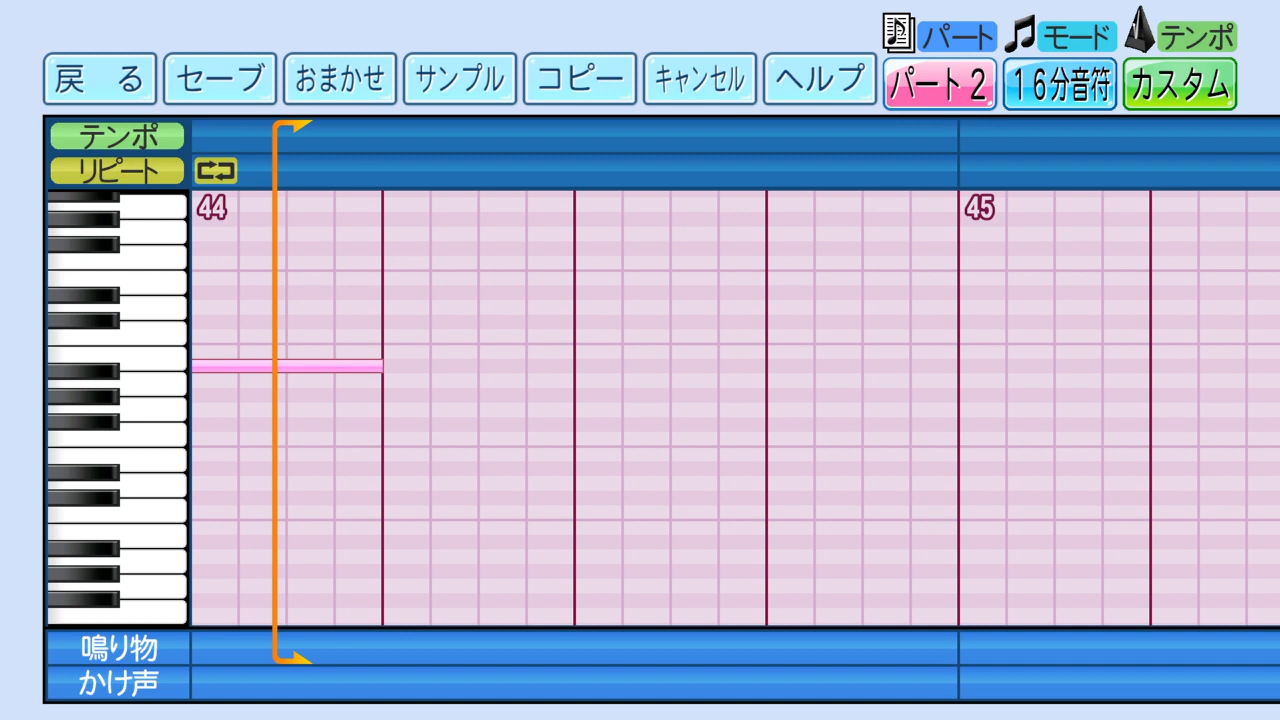 パート モード テンポ
戻る セーブ おまかせ サンプル コピー キャンセル ヘルプ パート2 16分音符 カスタム
テンポ
リピート
44 45
鳴り物
かけ声